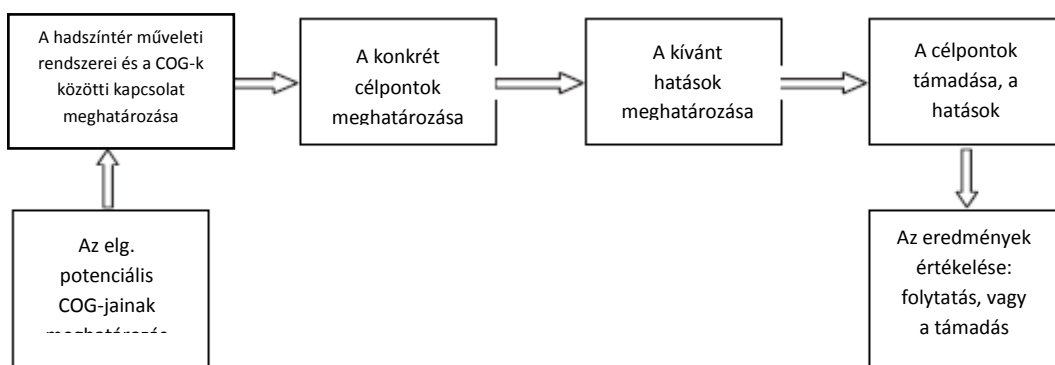 A hadszíntér műveleti
rendszerei és a COG-k
közötti kapcsolat
meghatározása
A konkrét
célpontok
meghatározása
A kívánt
hatások
meghatározása
A célpontok
támadása, a
hatások
Az elg.
potenciális
COG-jainak
Az eredmények
értékelése:
folytatás, vagy
a támadás